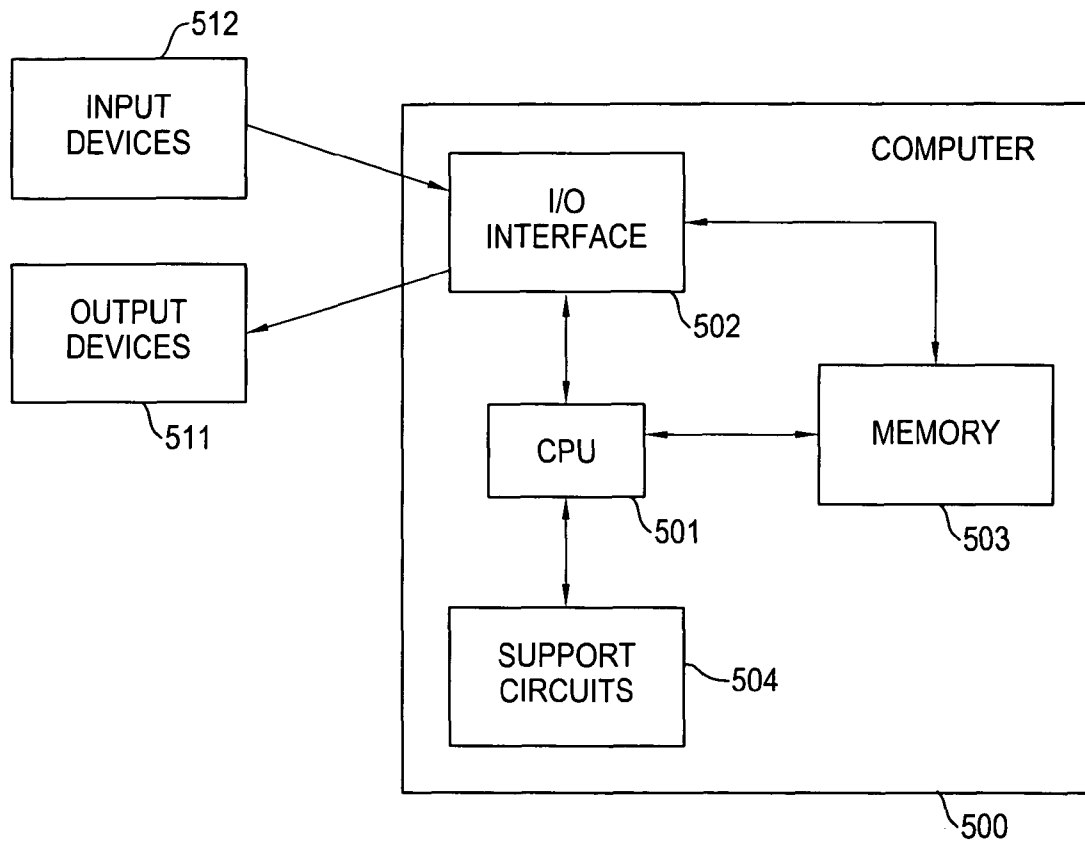 512
INPUT
DEVICES
COMPUTER
I/O
INTERFACE
502
OUTPUT
DEVICES
511
CPU
501
MEMORY
503
SUPPORT
CIRCUITS
504
500